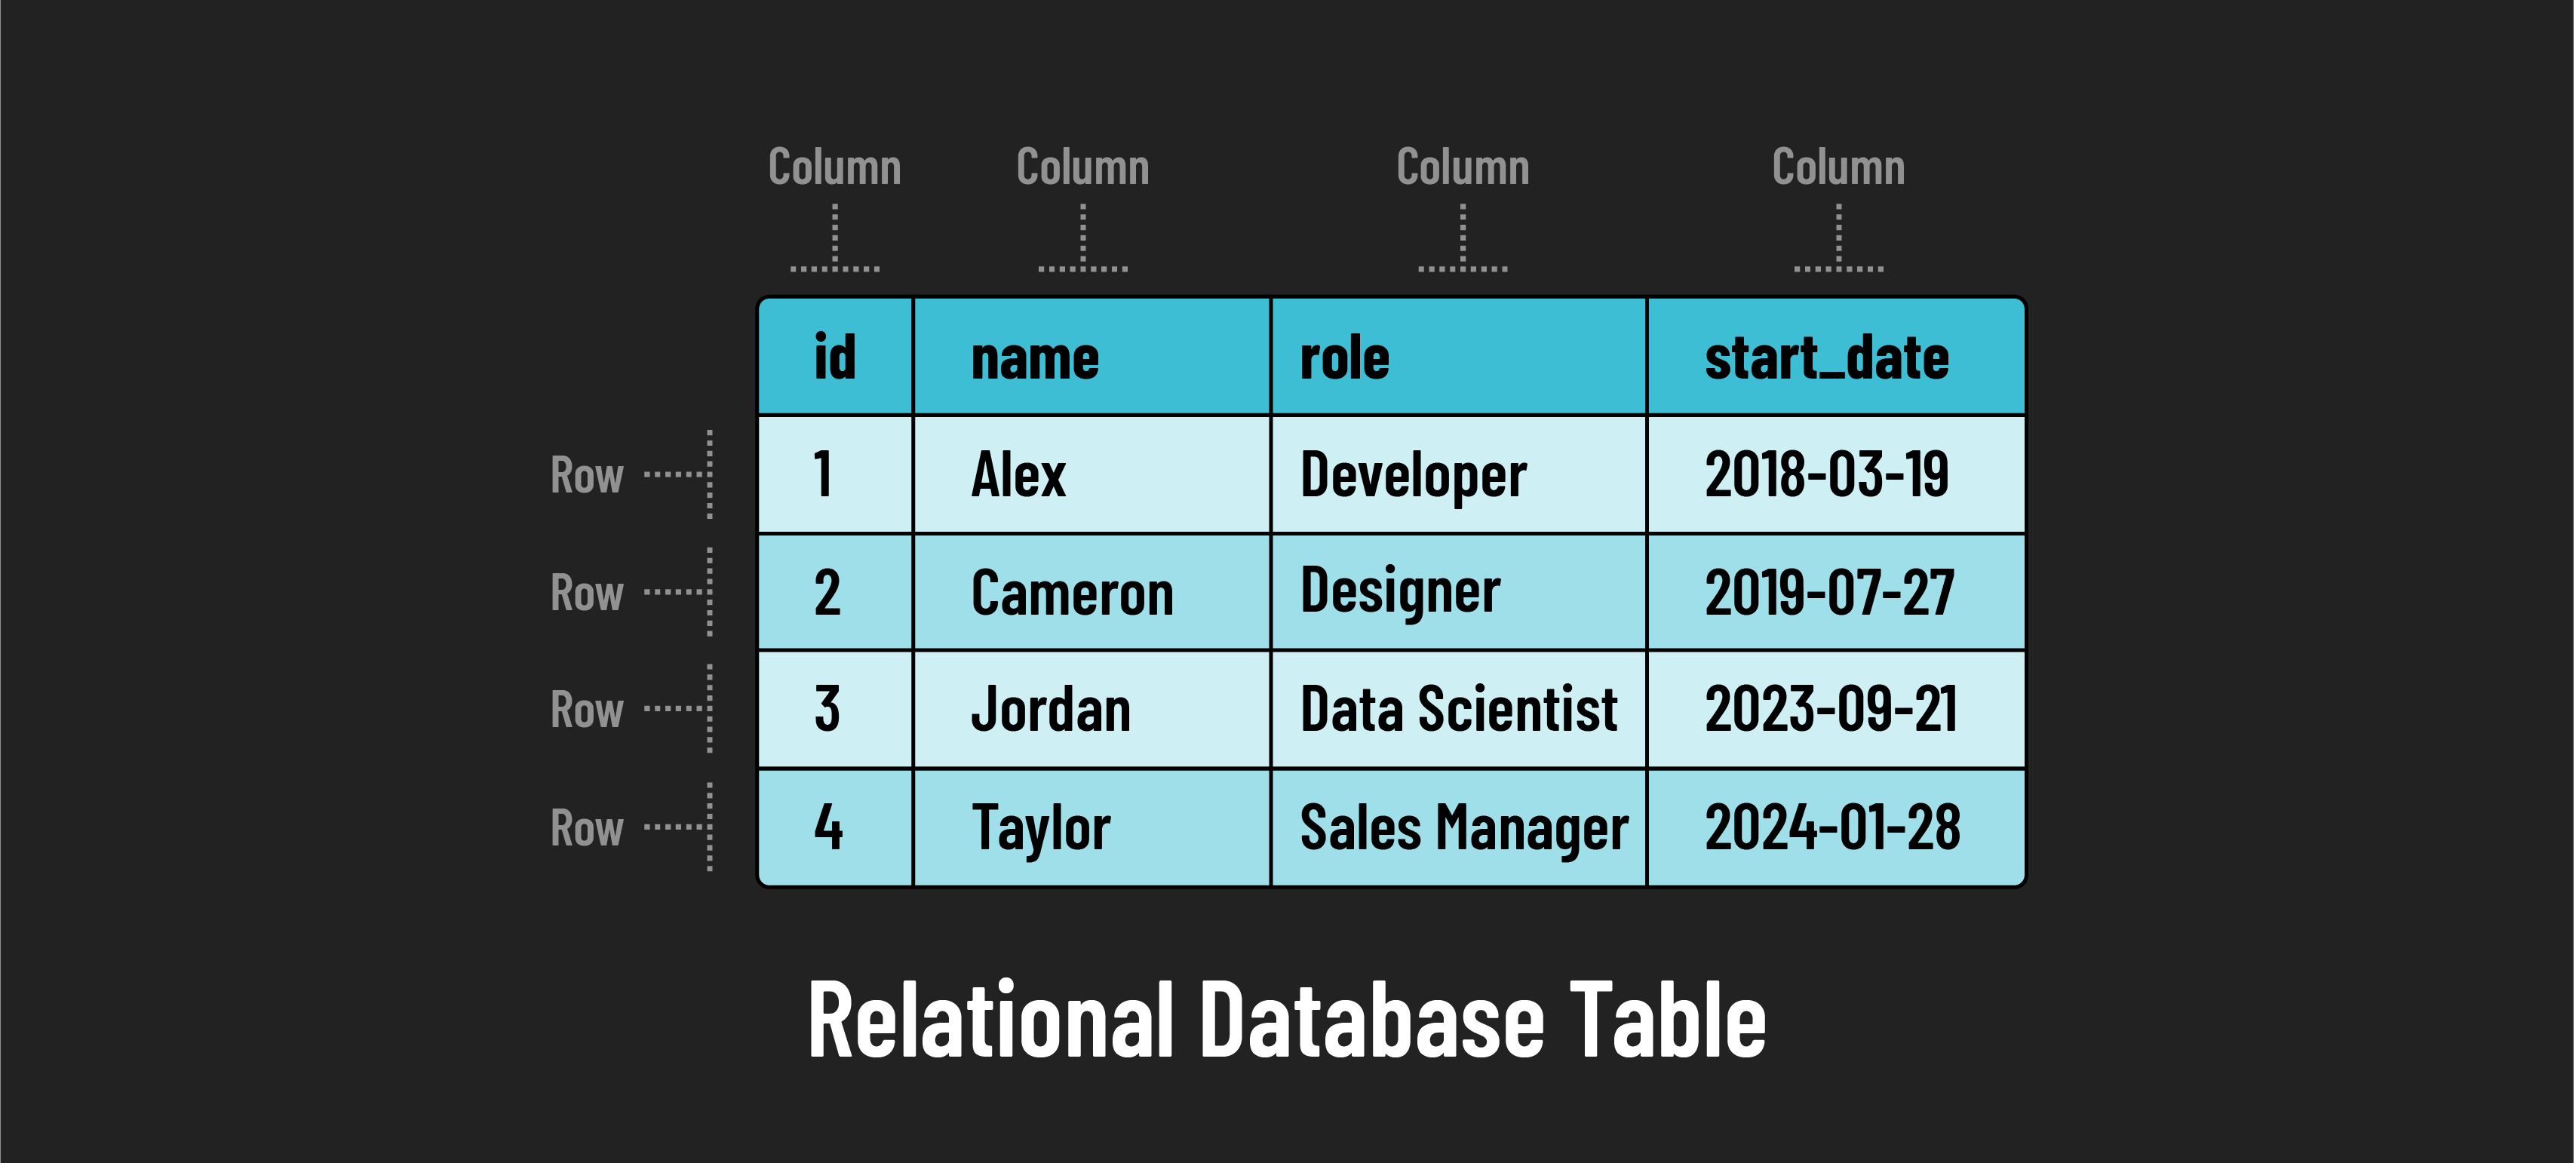 Column Column Column Column
id name role start_date
Row 1 Alex Developer 2018-03-19
Row 2 Cameron Designer 2019-07-27
Row 3 Jordan Data Scientist 2023-09-21
Row 4 Taylor Sales Manager 2024-01-28
Relational Database Table